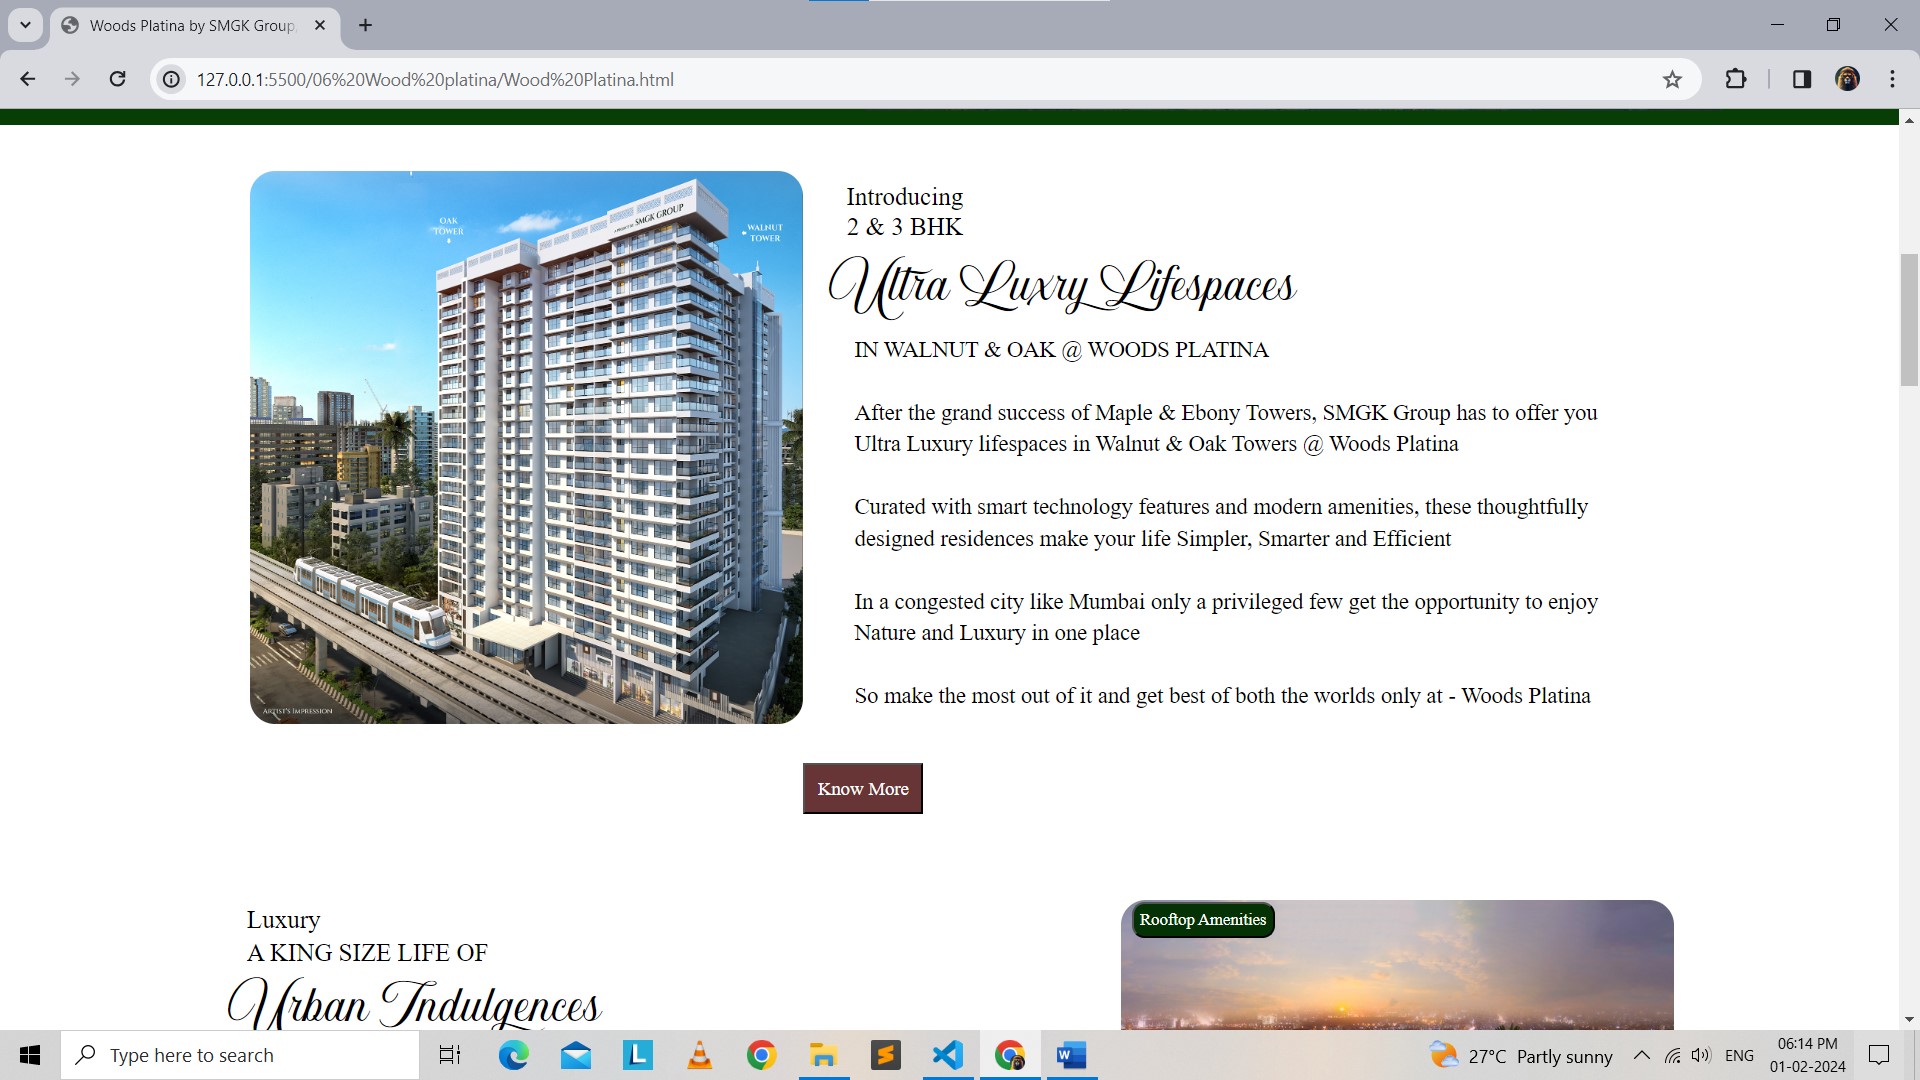 Woods Platina by SMGK Group,
127.0.0.1:5500/06%20Wood%20platina/Wood%20Platina.html
OAK
TOWER
A PROJECT BY SMGK GROUP
WALNUT
TOWER
ARTIST'S IMPRESSION
Introducing
2 & 3 BHK
Ultra Luxry Lifespaces
IN WALNUT & OAK @ WOODS PLATINA
After the grand success of Maple & Ebony Towers, SMGK Group has to offer you
Ultra Luxury lifespaces in Walnut & Oak Towers @ Woods Platina
Curated with smart technology features and modern amenities, these thoughtfully
designed residences make your life Simpler, Smarter and Efficient
In a congested city like Mumbai only a privileged few get the opportunity to enjoy
Nature and Luxury in one place
So make the most out of it and get best of both the worlds only at - Woods Platina
Know More
Luxury
A KING SIZE LIFE OF
Urban Indulgences
Rooftop Amenities
Type here to search
L
S
W
27°C Partly sunny
ENG
06:14 PM
01-02-2024